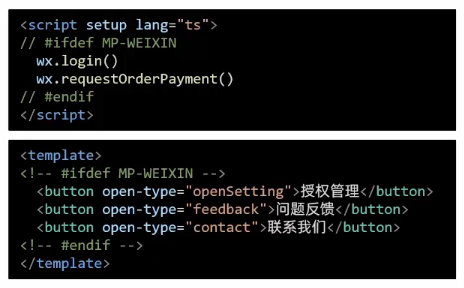 <script setup lang="ts">
// #ifdef MP-WEIXIN
  wx.login()
  wx.requestOrderPayment()
// #endif
</script>
<template>
<!-- #ifdef MP-WEIXIN -->
  <button open-type="openSetting">授权管理</button>
  <button open-type="feedback">问题反馈</button>
  <button open-type="contact">联系我们</button>
<!-- #endif -->
</template>